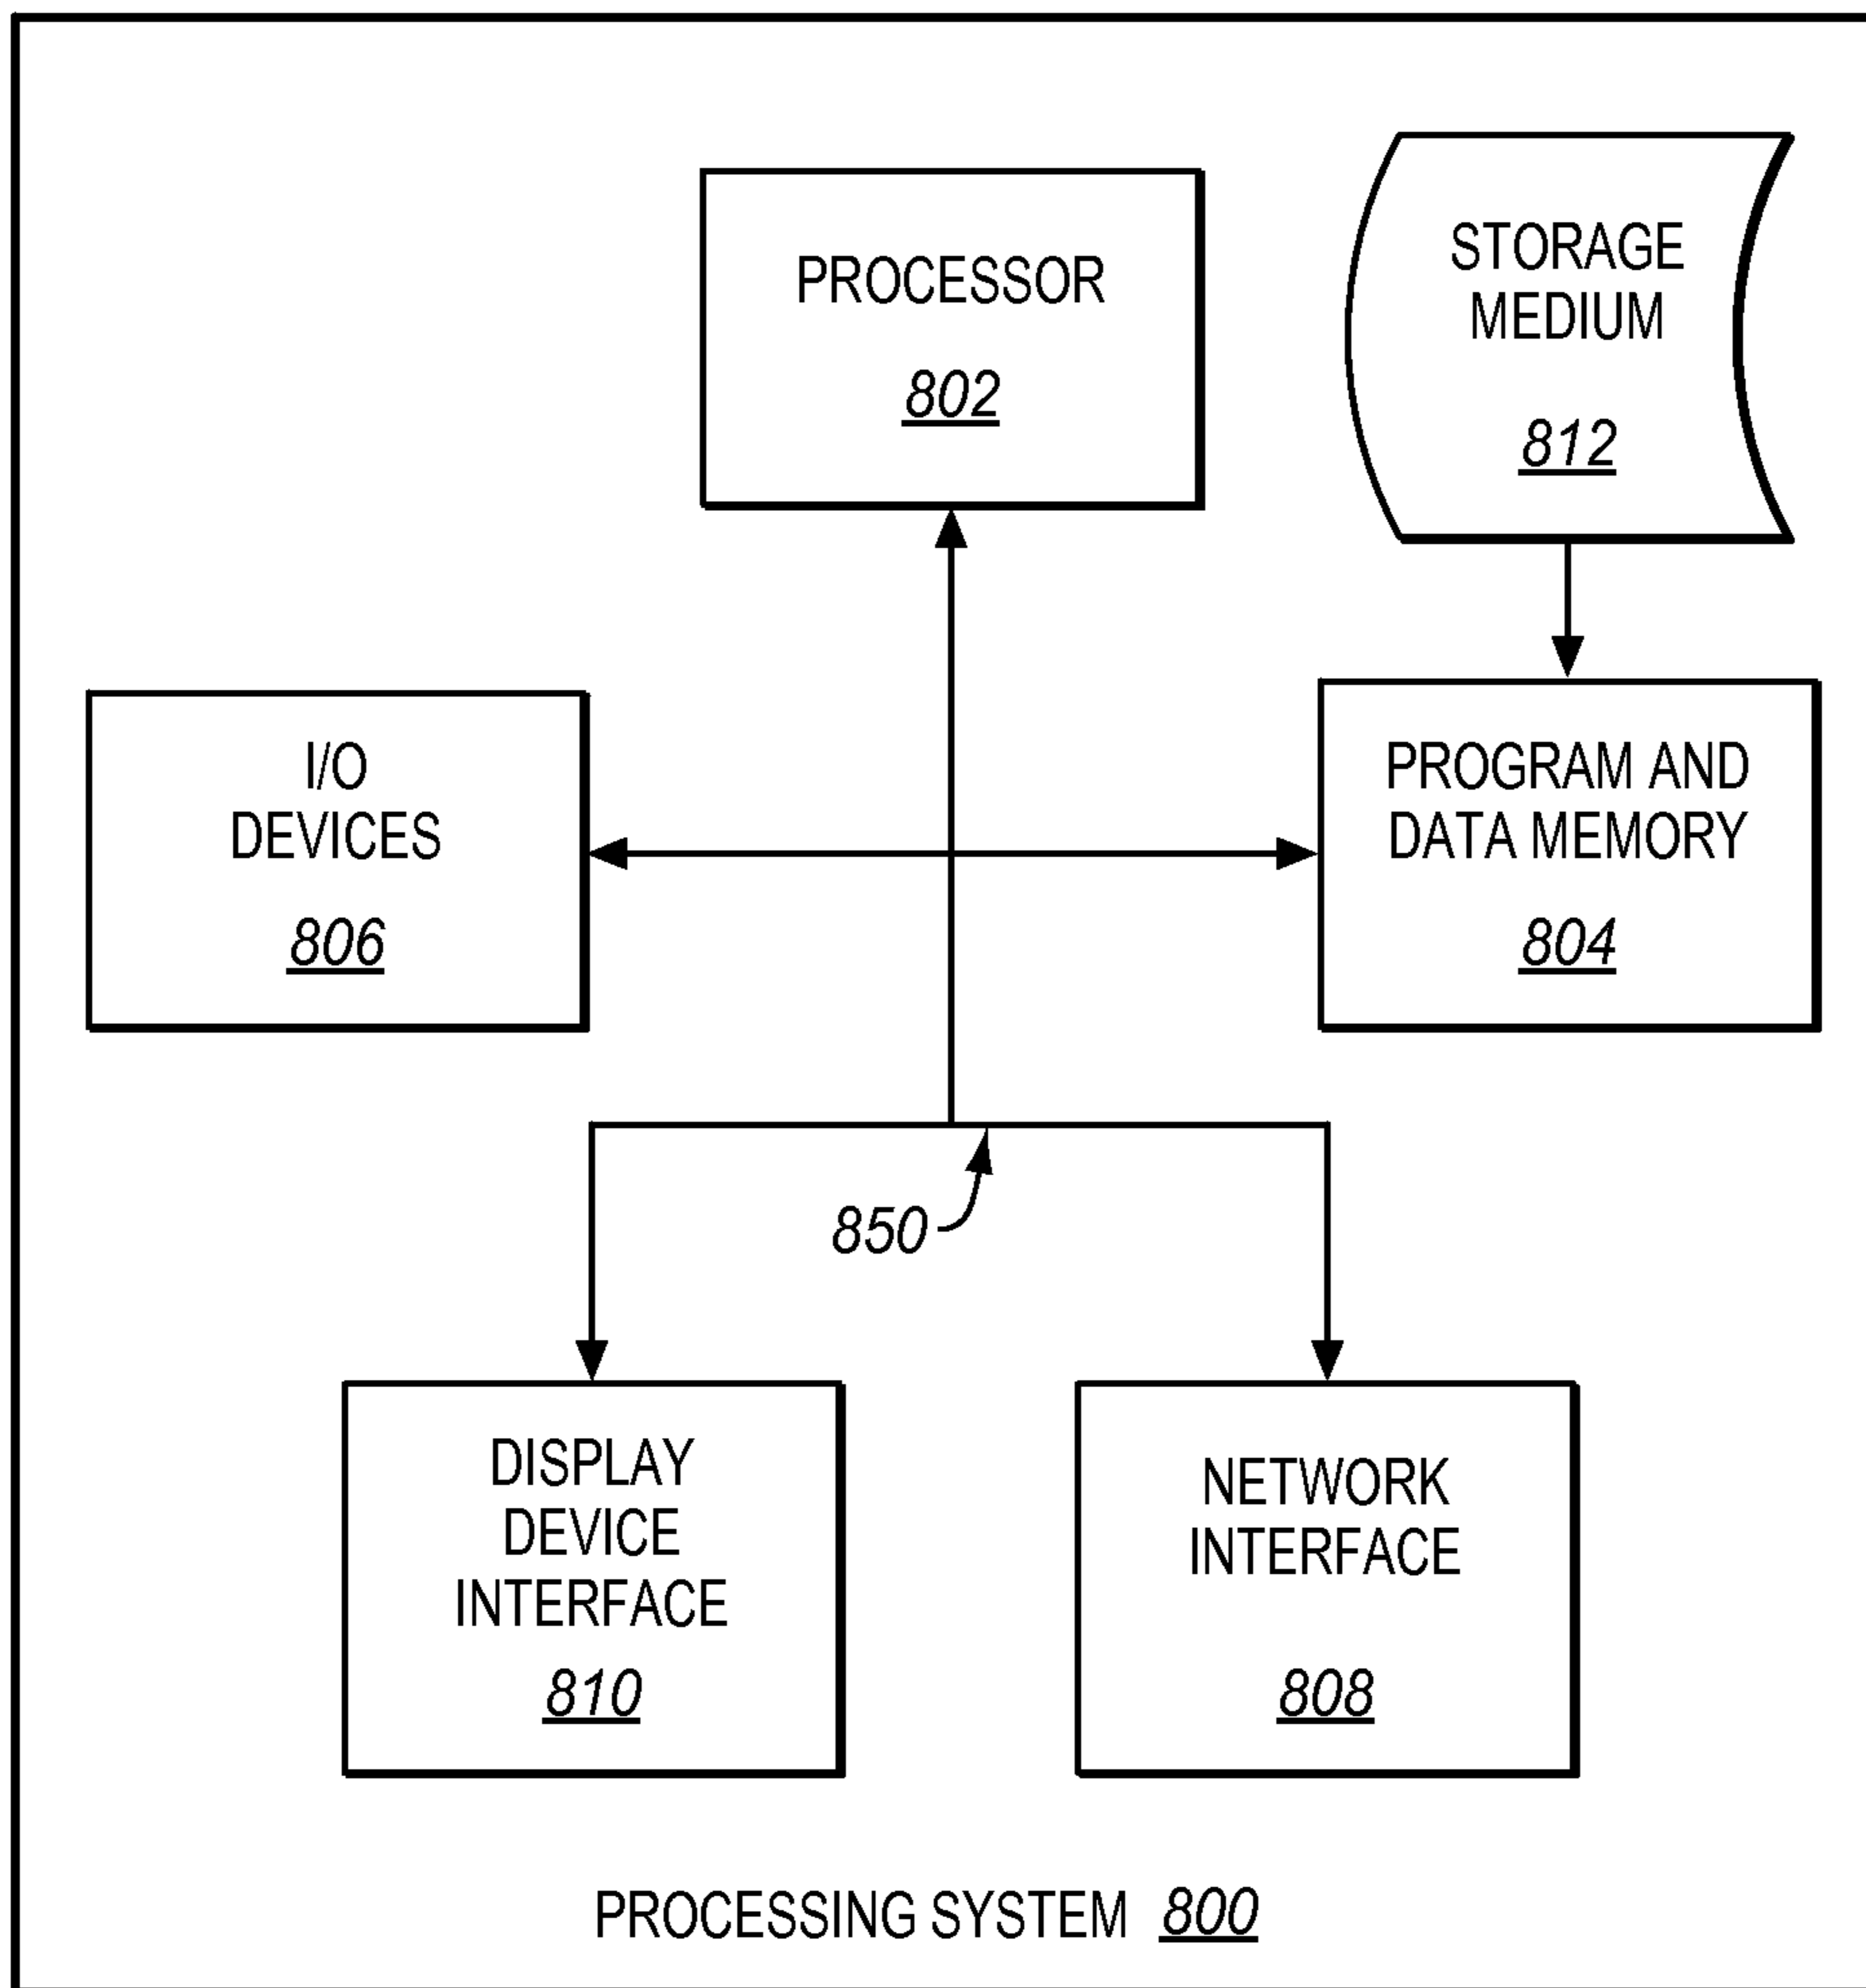 PROCESSOR
802
STORAGE
MEDIUM
812
I/O
DEVICES
806
PROGRAM AND
DATA MEMORY
804
850
DISPLAY
DEVICE
INTERFACE
810
NETWORK
INTERFACE
808
PROCESSING SYSTEM 800